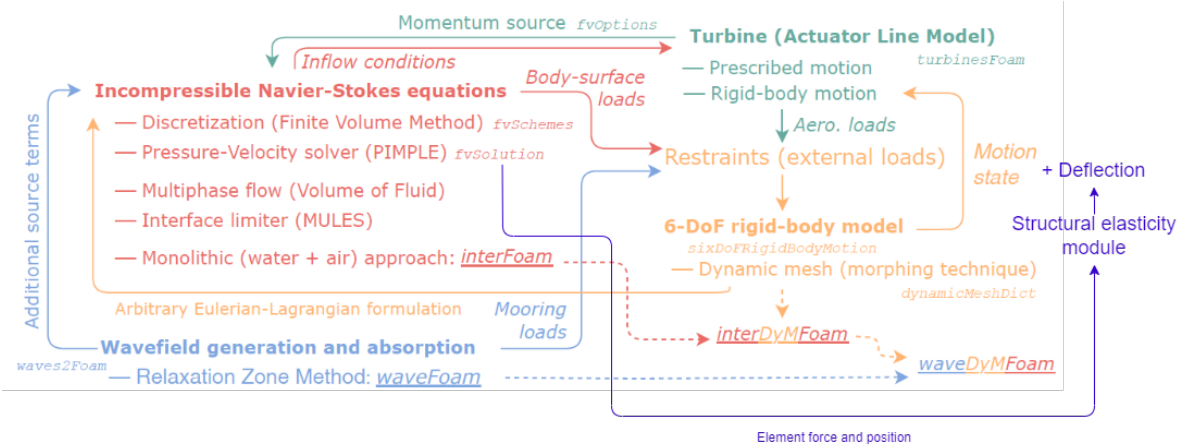 Momentum source fvOptions
Turbine (Actuator Line Model)
turbinesFoam
— Prescribed motion
— Rigid-body motion
Inflow conditions
Body-surface
loads
Aero. loads
Incompressible Navier-Stokes equations
— Discretization (Finite Volume Method) fvSchemes
— Pressure-Velocity solver (PIMPLE) fvSolution
— Multiphase flow (Volume of Fluid)
— Interface limiter (MULES)
— Monolithic (water + air) approach: interFoam
Additional source terms
Restraints (external loads)
Motion
state
+ Deflection
Structural elasticity
module
6-DoF rigid-body model
sixDoFRigidBodyMotion
— Dynamic mesh (morphing technique)
dynamicMeshDict
Arbitrary Eulerian-Lagrangian formulation
Mooring
loads
interDyMFoam
Wavefield generation and absorption
waves2Foam
— Relaxation Zone Method: waveFoam
waveDyMFoam
Element force and position